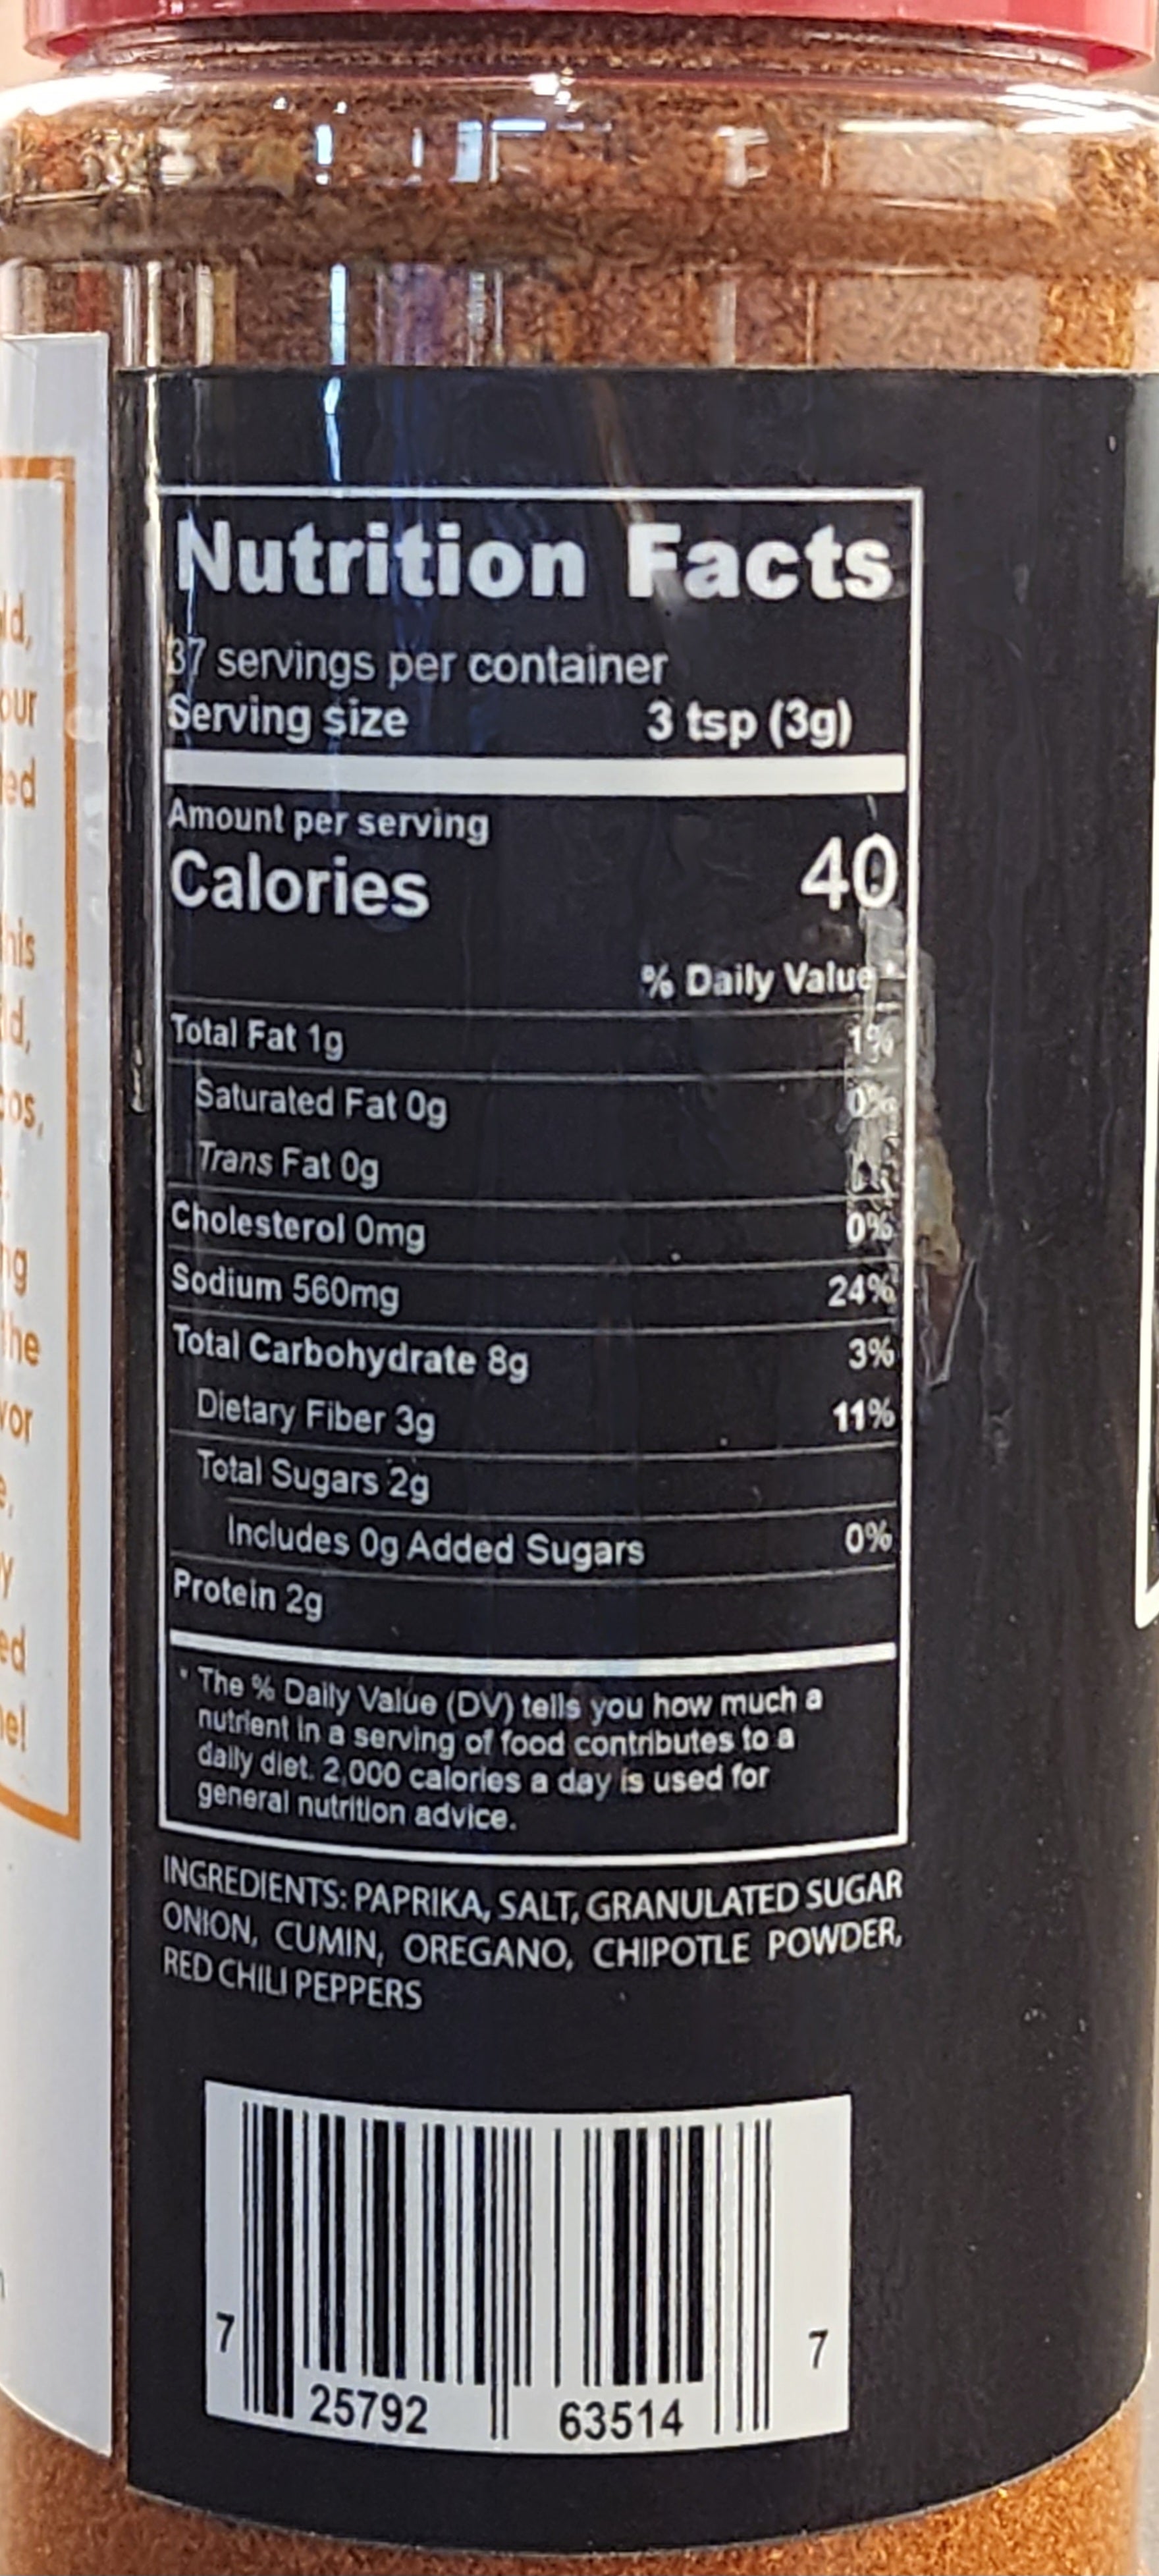 Nutrition Facts
37 servings per container
Serving size 3 tsp (3g)
Amount per serving
Calories 40
% Daily Value *
Total Fat 1g 1%
Saturated Fat 0g 0%
Trans Fat 0g
Cholesterol 0mg 0%
Sodium 560mg 24%
Total Carbohydrate 8g 3%
Dietary Fiber 3g 11%
Total Sugars 2g
Includes 0g Added Sugars 0%
Protein 2g
* The % Daily Value (DV) tells you how much a
nutrient in a serving of food contributes to a
daily diet. 2,000 calories a day is used for
general nutrition advice.
INGREDIENTS: PAPRIKA, SALT, GRANULATED SUGAR
ONION, CUMIN, OREGANO, CHIPOTLE POWDER,
RED CHILI PEPPERS
7 25792 63514 7